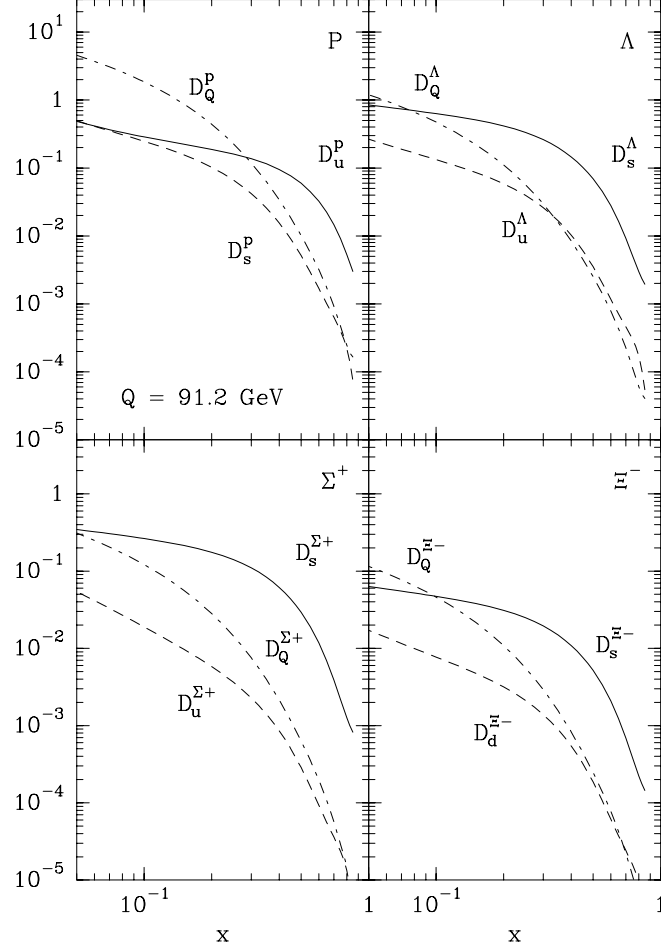 P
Λ
10¹
1
10⁻¹
10⁻²
10⁻³
10⁻⁴
10⁻⁵
D_Q^p
D_u^p
D_s^p
Q = 91.2 GeV
D_Q^Λ
D_s^Λ
D_u^Λ
Σ⁺
Ξ⁻
1
10⁻¹
10⁻²
10⁻³
10⁻⁴
10⁻⁵
D_s^Σ+
D_Q^Σ+
D_u^Σ+
D_Q^Ξ−
D_s^Ξ−
D_d^Ξ−
10⁻¹ 1 10⁻¹ 1
x x